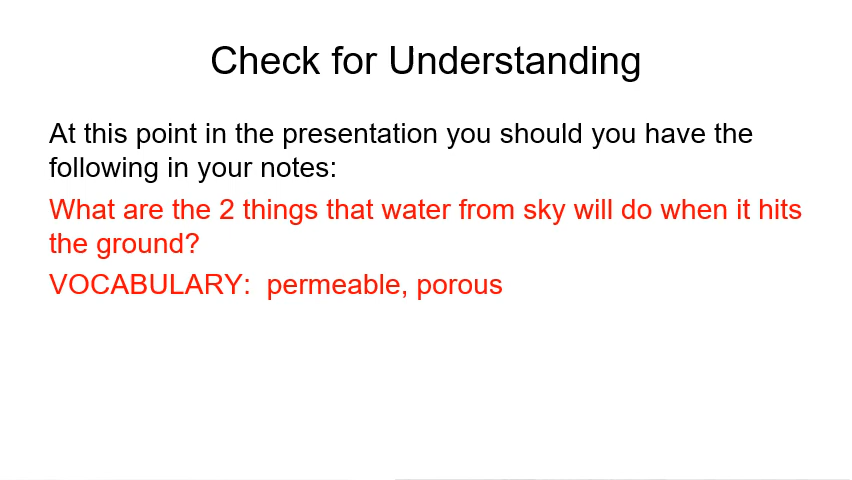 Check for Understanding
At this point in the presentation you should you have the
following in your notes:
What are the 2 things that water from sky will do when it hits
the ground?
VOCABULARY:  permeable, porous